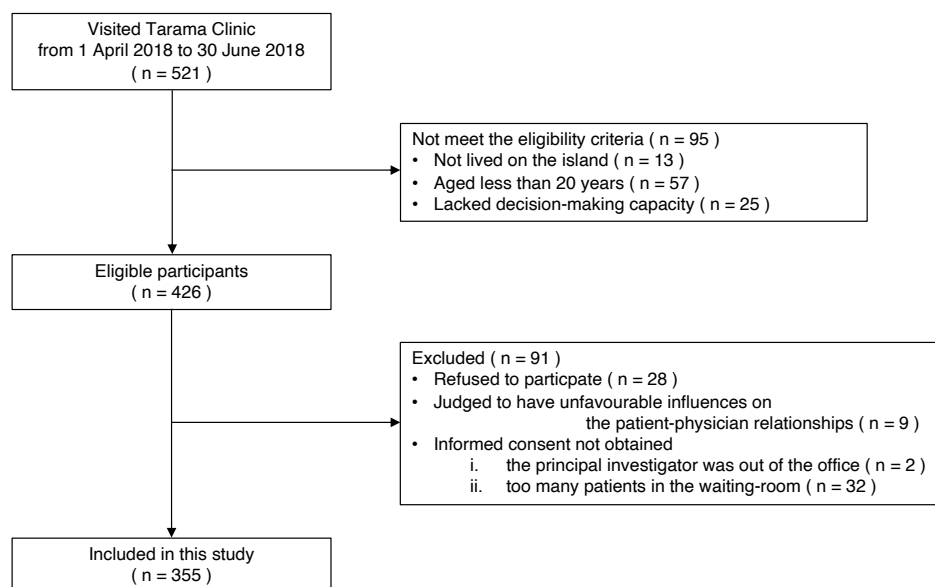 Visited Tarama Clinic
from 1 April 2018 to 30 June 2018
( n = 521 )
Not meet the eligibility criteria ( n = 95 )
• Not lived on the island ( n = 13 )
• Aged less than 20 years ( n = 57 )
• Lacked decision-making capacity ( n = 25 )
Eligible participants
( n = 426 )
Excluded ( n = 91 )
• Refused to particpate ( n = 28 )
• Judged to have unfavourable influences on
the patient-physician relationships ( n = 9 )
• Informed consent not obtained
i. the principal investigator was out of the office ( n = 2 )
ii. too many patients in the waiting-room ( n = 32 )
Included in this study
( n = 355 )